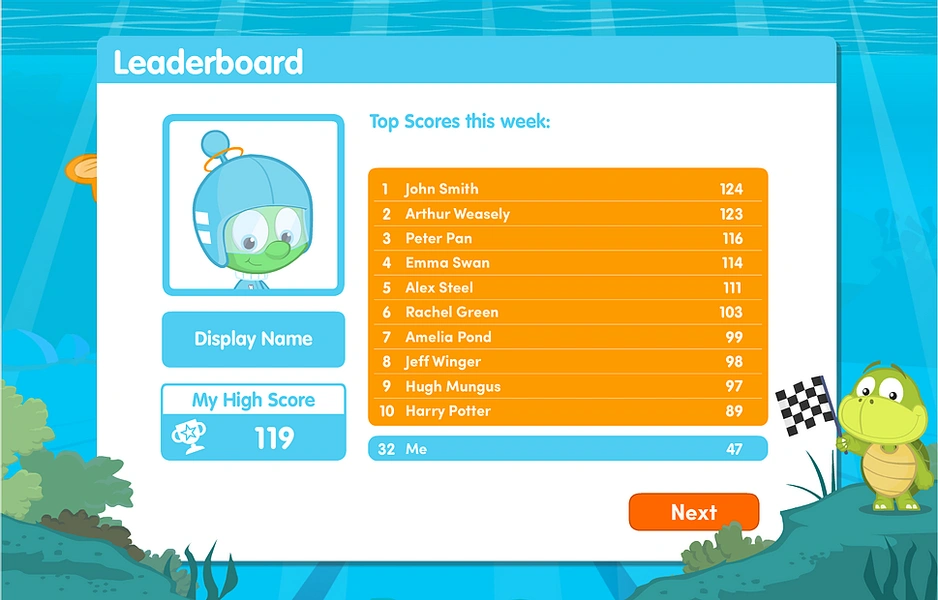 Leaderboard
Top Scores this week:
1 John Smith 124
2 Arthur Weasely 123
3 Peter Pan 116
4 Emma Swan 114
5 Alex Steel 111
6 Rachel Green 103
7 Amelia Pond 99
8 Jeff Winger 98
9 Hugh Mungus 97
10 Harry Potter 89
32 Me 47
Display Name
My High Score
119
Next